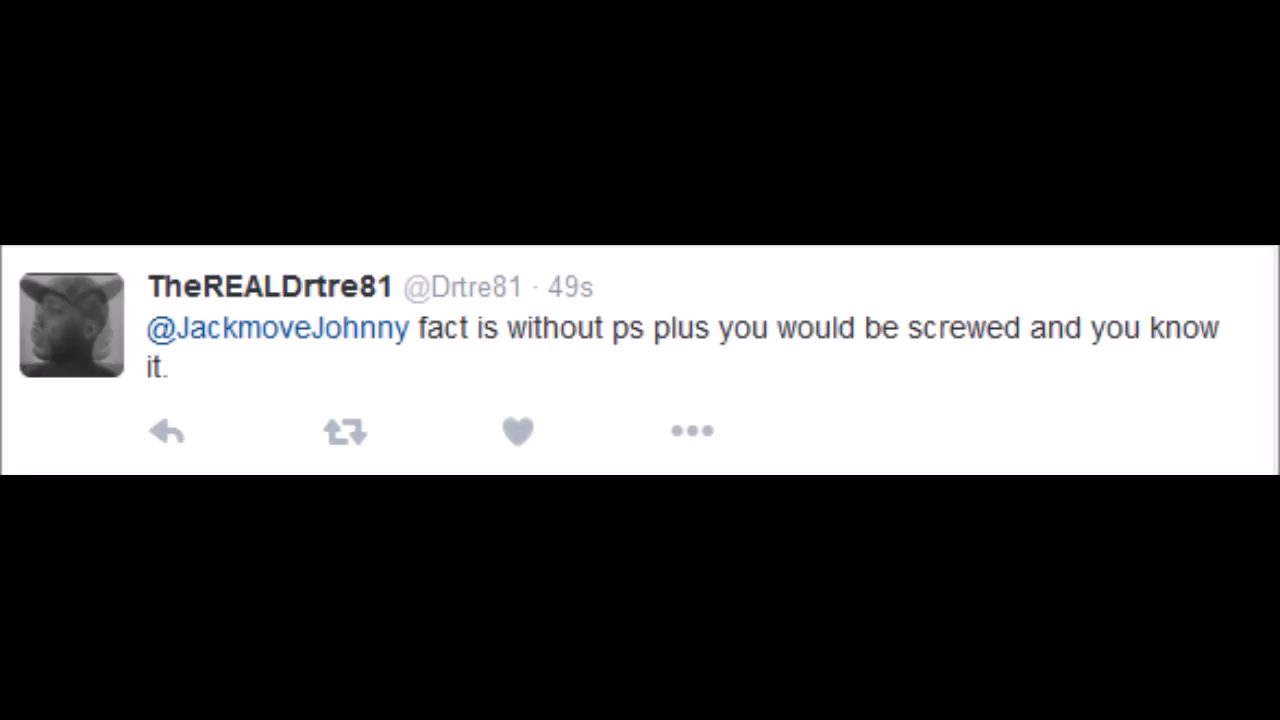 TheREALDrtre81 @Drtre81 · 49s
@JackmoveJohnny fact is without ps plus you would be screwed and you know
it.